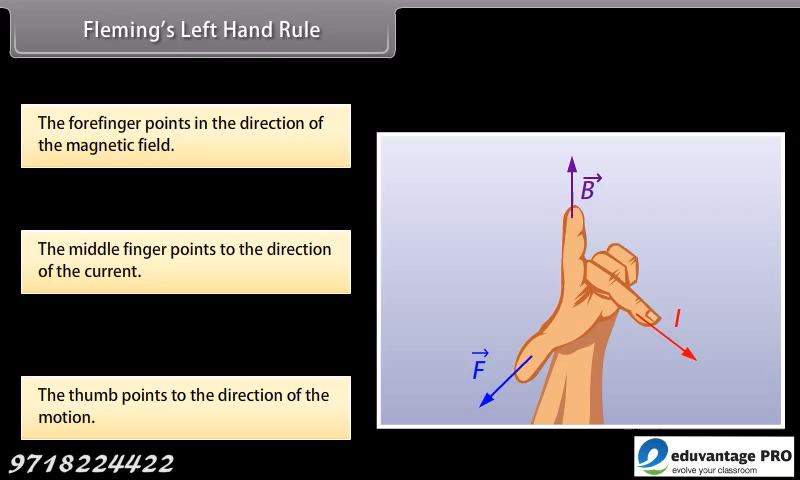 Fleming's Left Hand Rule
The forefinger points in the direction of
the magnetic field.
The middle finger points to the direction
of the current.
The thumb points to the direction of the
motion.
B
I
F
9718224422
eduvantage PRO
evolve your classroom